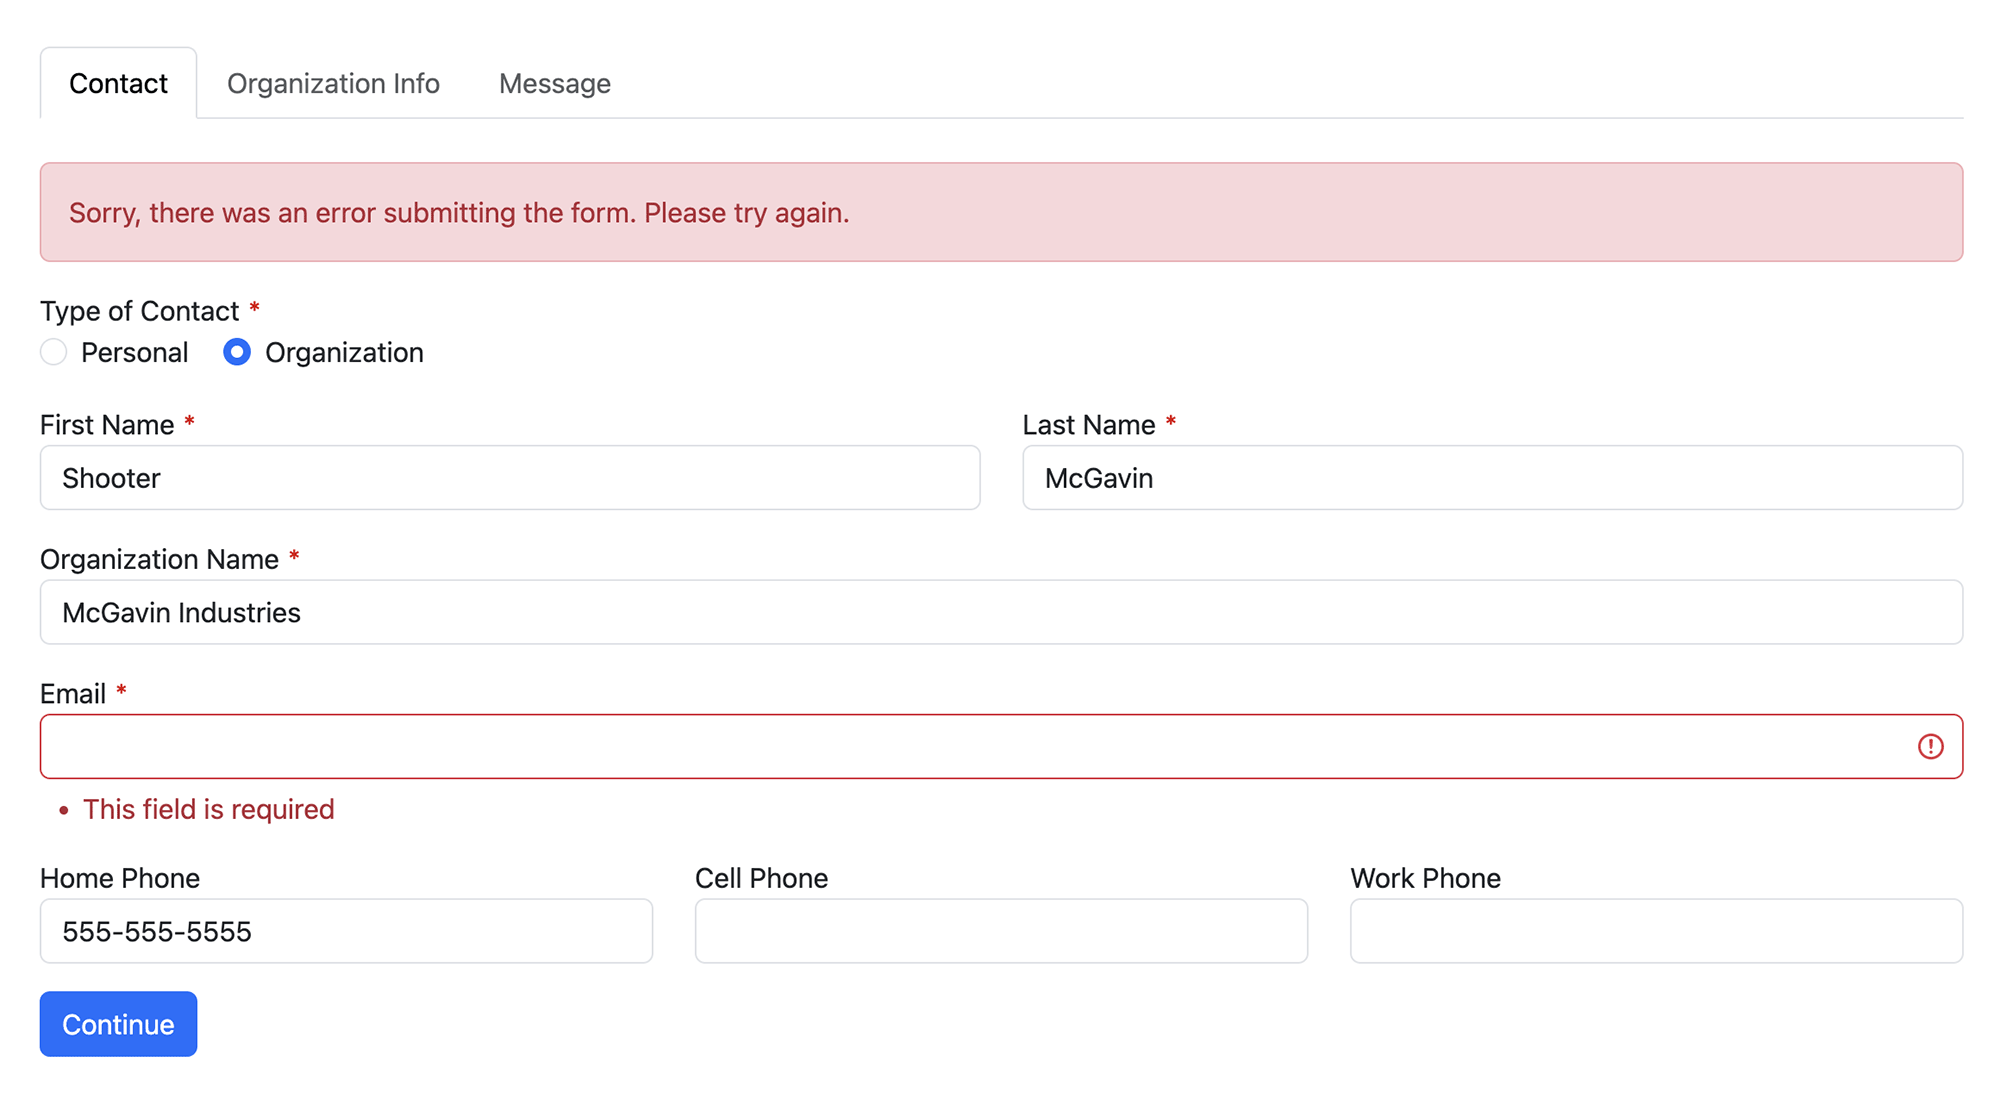 Contact Organization Info Message
Sorry, there was an error submitting the form. Please try again.
Type of Contact *
Personal Organization
First Name * Last Name *
Shooter McGavin
Organization Name *
McGavin Industries
Email *
This field is required
Home Phone Cell Phone Work Phone
555-555-5555
Continue